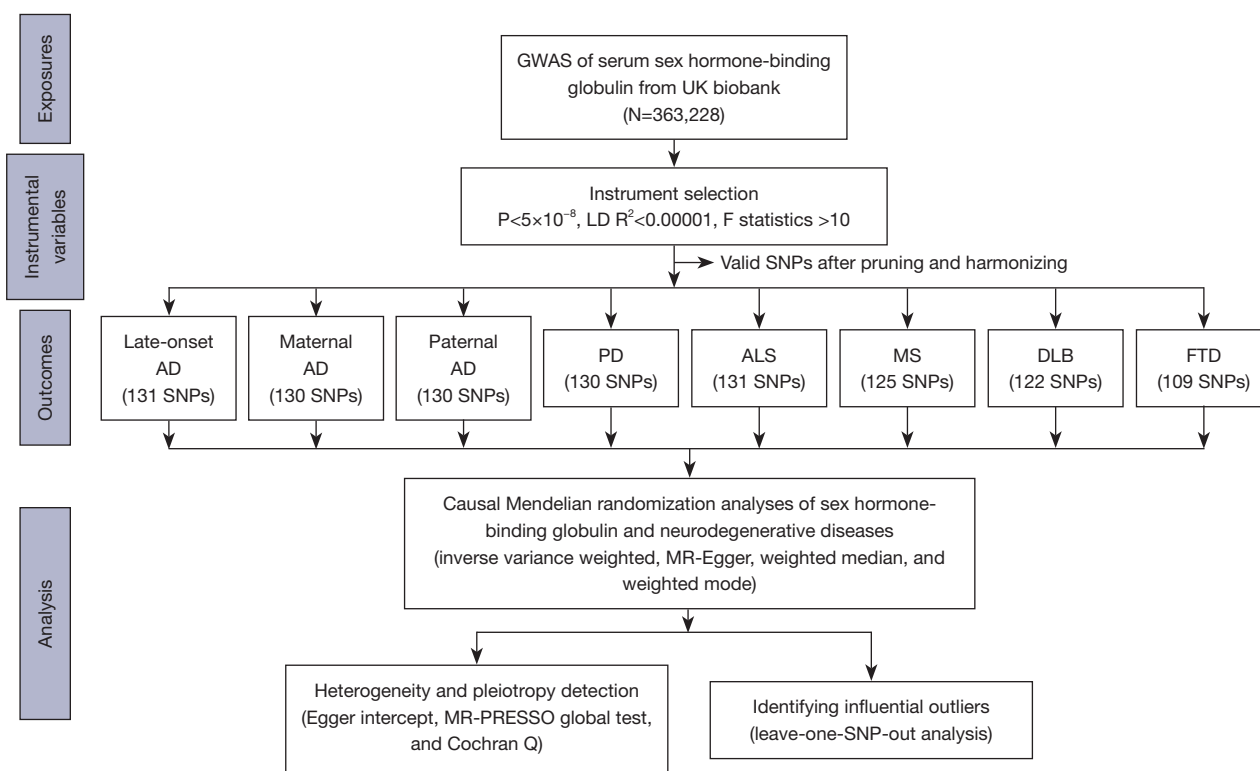 Exposures
GWAS of serum sex hormone-binding
globulin from UK biobank
(N=363,228)
Instrumental
variables
Instrument selection
P<5×10⁻⁸, LD R²<0.00001, F statistics >10
Valid SNPs after pruning and harmonizing
Outcomes
Late-onset
AD
(131 SNPs)
Maternal
AD
(130 SNPs)
Paternal
AD
(130 SNPs)
PD
(130 SNPs)
ALS
(131 SNPs)
MS
(125 SNPs)
DLB
(122 SNPs)
FTD
(109 SNPs)
Analysis
Causal Mendelian randomization analyses of sex hormone-
binding globulin and neurodegenerative diseases
(inverse variance weighted, MR-Egger, weighted median, and
weighted mode)
Heterogeneity and pleiotropy detection
(Egger intercept, MR-PRESSO global test,
and Cochran Q)
Identifying influential outliers
(leave-one-SNP-out analysis)